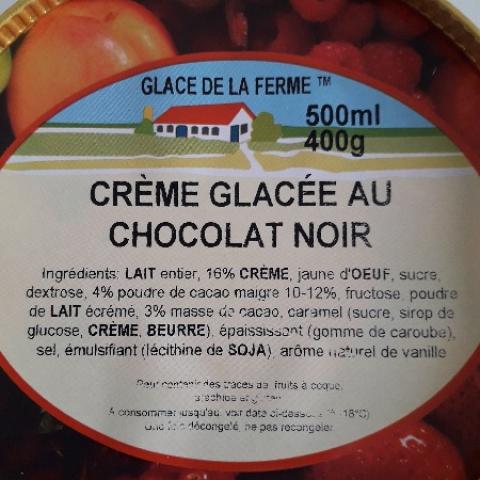 GLACE DE LA FERME ™
500ml
400g
CRÈME GLACÉE AU
CHOCOLAT NOIR
Ingrédients: LAIT entier, 16% CRÈME, jaune d'OEUF, sucre,
dextrose, 4% poudre de cacao maigre 10-12%, fructose, poudre
de LAIT écrémé, 3% masse de cacao, caramel (sucre, sirop de
glucose, CRÈME, BEURRE), épaississant (gomme de caroube),
sel, émulsifiant (lécithine de SOJA), arôme naturel de vanille
Peut contenir des traces de fruits à coque,
arachide et gluten
A consommer jusqu'au: voir date ci-dessous -18°C)
Une fois décongelé, ne pas recongeler